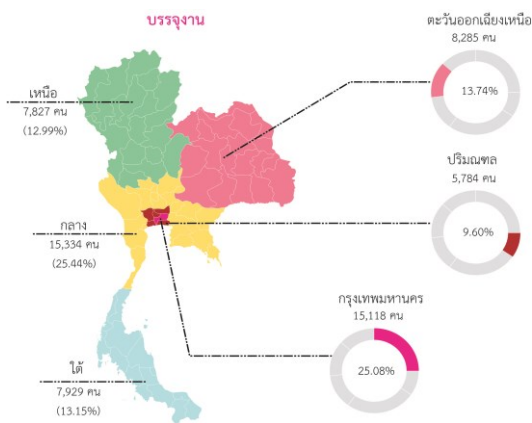 บรรจุงาน
ตะวันออกเฉียงเหนือ
8,285 คน
13.74%
เหนือ
7,827 คน
(12.99%)
ปริมณฑล
5,784 คน
9.60%
กลาง
15,334 คน
(25.44%)
กรุงเทพมหานคร
15,118 คน
25.08%
ใต้
7,929 คน
(13.15%)